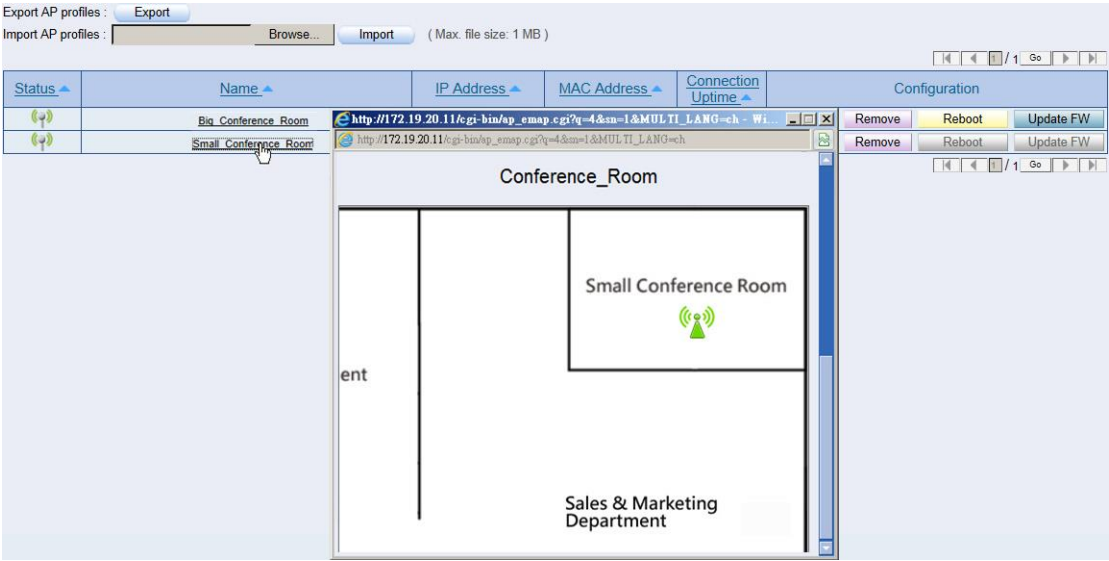 Export AP profiles : Export
Import AP profiles : Browse... Import ( Max. file size: 1 MB )
1 / 1 Go
Status Name IP Address MAC Address Connection Uptime Configuration
Big_Conference_Room Remove Reboot Update FW
Small_Conference_Room Remove Reboot Update FW
1 / 1 Go
http://172.19.20.11/cgi-bin/ap_emap.cgi?q=4&sn=1&MULTI_LANG=ch - Wi...
http://172.19.20.11/cgi-bin/ap_emap.cgi?q=4&sn=1&MULTI_LANG=ch
Conference_Room
Small Conference Room
ent
Sales & Marketing
Department